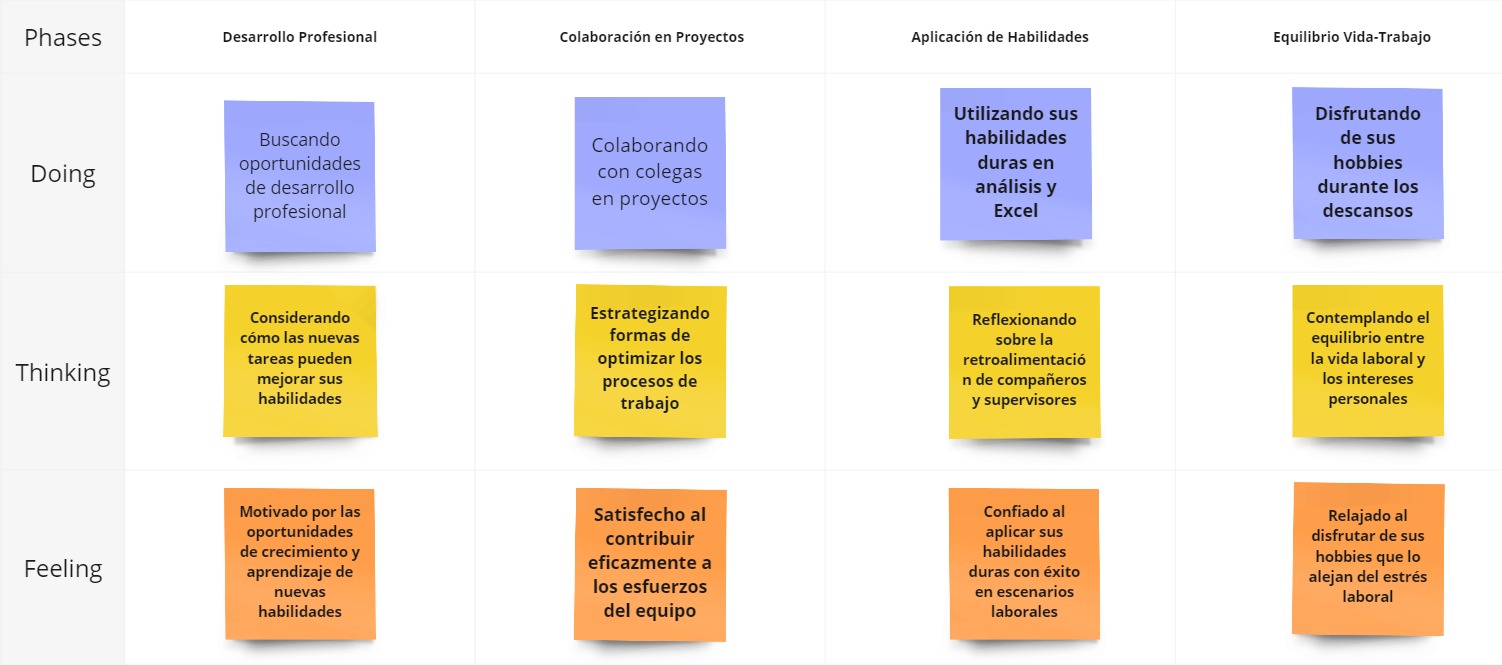 Phases
Desarrollo Profesional
Colaboración en Proyectos
Aplicación de Habilidades
Equilibrio Vida-Trabajo
Doing
Buscando
oportunidades
de desarrollo
profesional
Colaborando
con colegas
en proyectos
Utilizando sus
habilidades
duras en
análisis y
Excel
Disfrutando
de sus
hobbies
durante los
descansos
Thinking
Considerando
cómo las nuevas
tareas pueden
mejorar sus
habilidades
Estrategizando
formas de
optimizar los
procesos de
trabajo
Reflexionando
sobre la
retroalimentació
n de compañeros
y supervisores
Contemplando el
equilibrio entre
la vida laboral y
los intereses
personales
Feeling
Motivado por las
oportunidades
de crecimiento y
aprendizaje de
nuevas
habilidades
Satisfecho al
contribuir
eficazmente a
los esfuerzos
del equipo
Confiado al
aplicar sus
habilidades
duras con éxito
en escenarios
laborales
Relajado al
disfrutar de sus
hobbies que lo
alejan del estrés
laboral